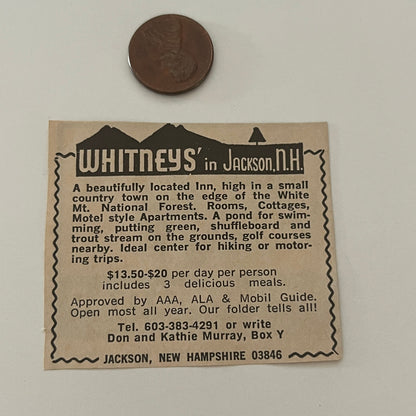 WHITNEYS' in JACKSON, N.H.
A beautifully located Inn, high in a small
country town on the edge of the White
Mt. National Forest. Rooms, Cottages,
Motel style Apartments. A pond for swim-
ming, putting green, shuffleboard and
trout stream on the grounds, golf courses
nearby. Ideal center for hiking or motor-
ing trips.
$13.50-$20 per day per person
includes 3 delicious meals.
Approved by AAA, ALA & Mobil Guide.
Open most all year. Our folder tells all!
Tel. 603-383-4291 or write
Don and Kathie Murray, Box Y
JACKSON, NEW HAMPSHIRE 03846